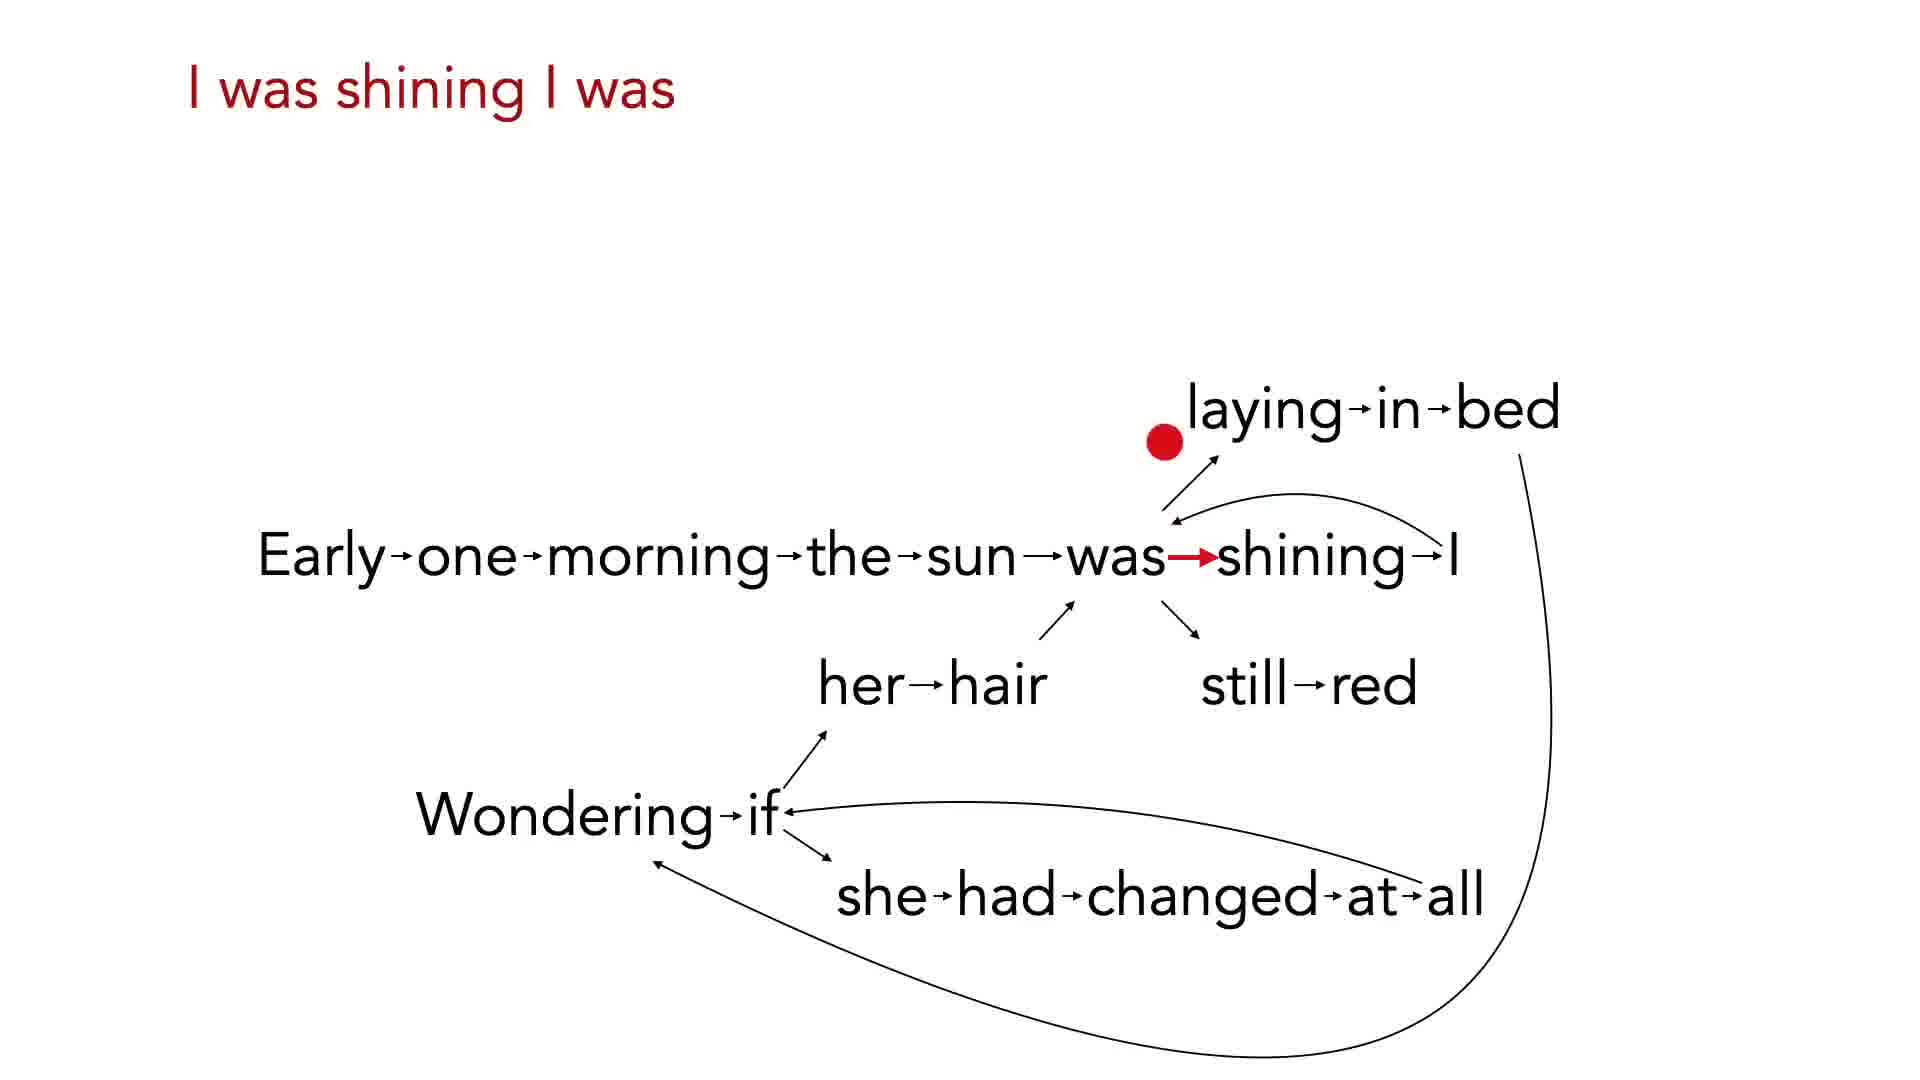 I was shining I was
laying in bed
Early one morning the sun was shining I
her hair still red
Wondering if
she had changed at all